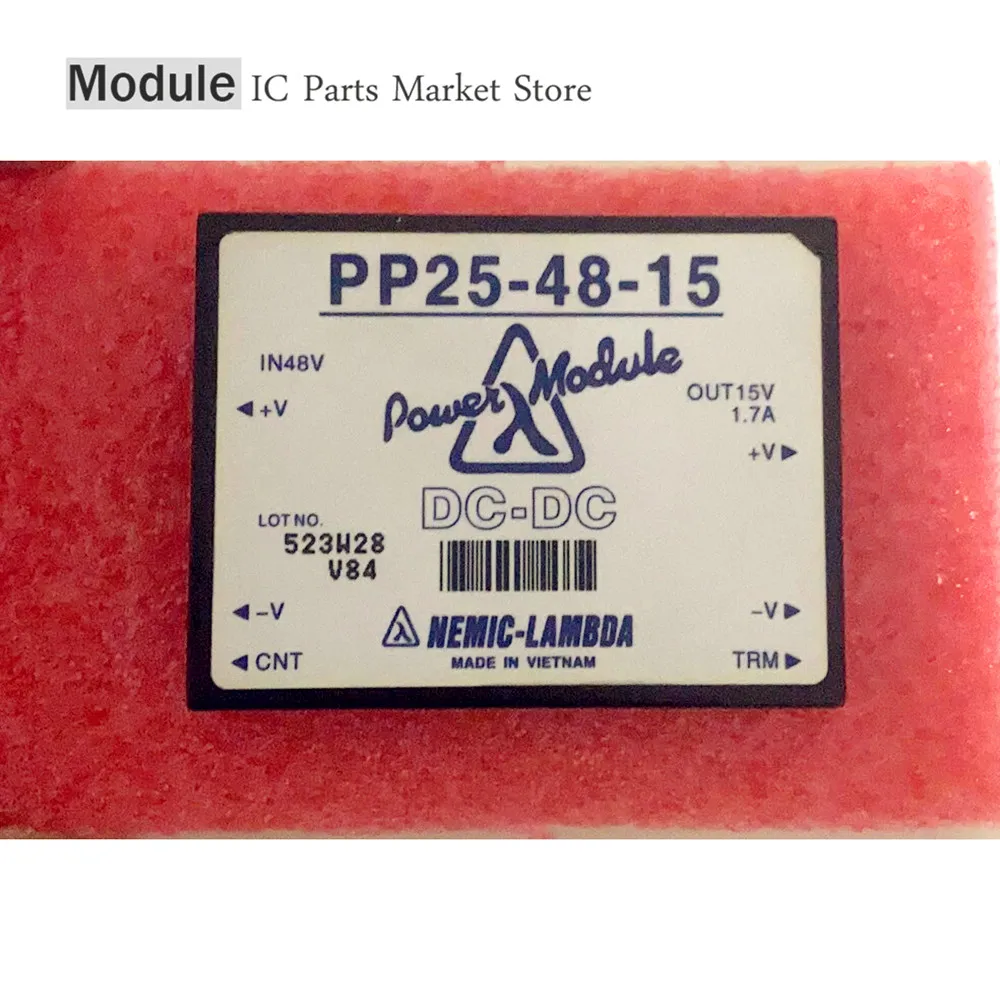 Module IC Parts Market Store
PP25-48-15
IN48V
Power Module
λ
OUT15V
1.7A
◀ +V
+V ▶
DC-DC
LOT NO.
523W28
V84
◀ -V
-V ▶
λ NEMIC-LAMBDA
◀ CNT
MADE IN VIETNAM
TRM ▶